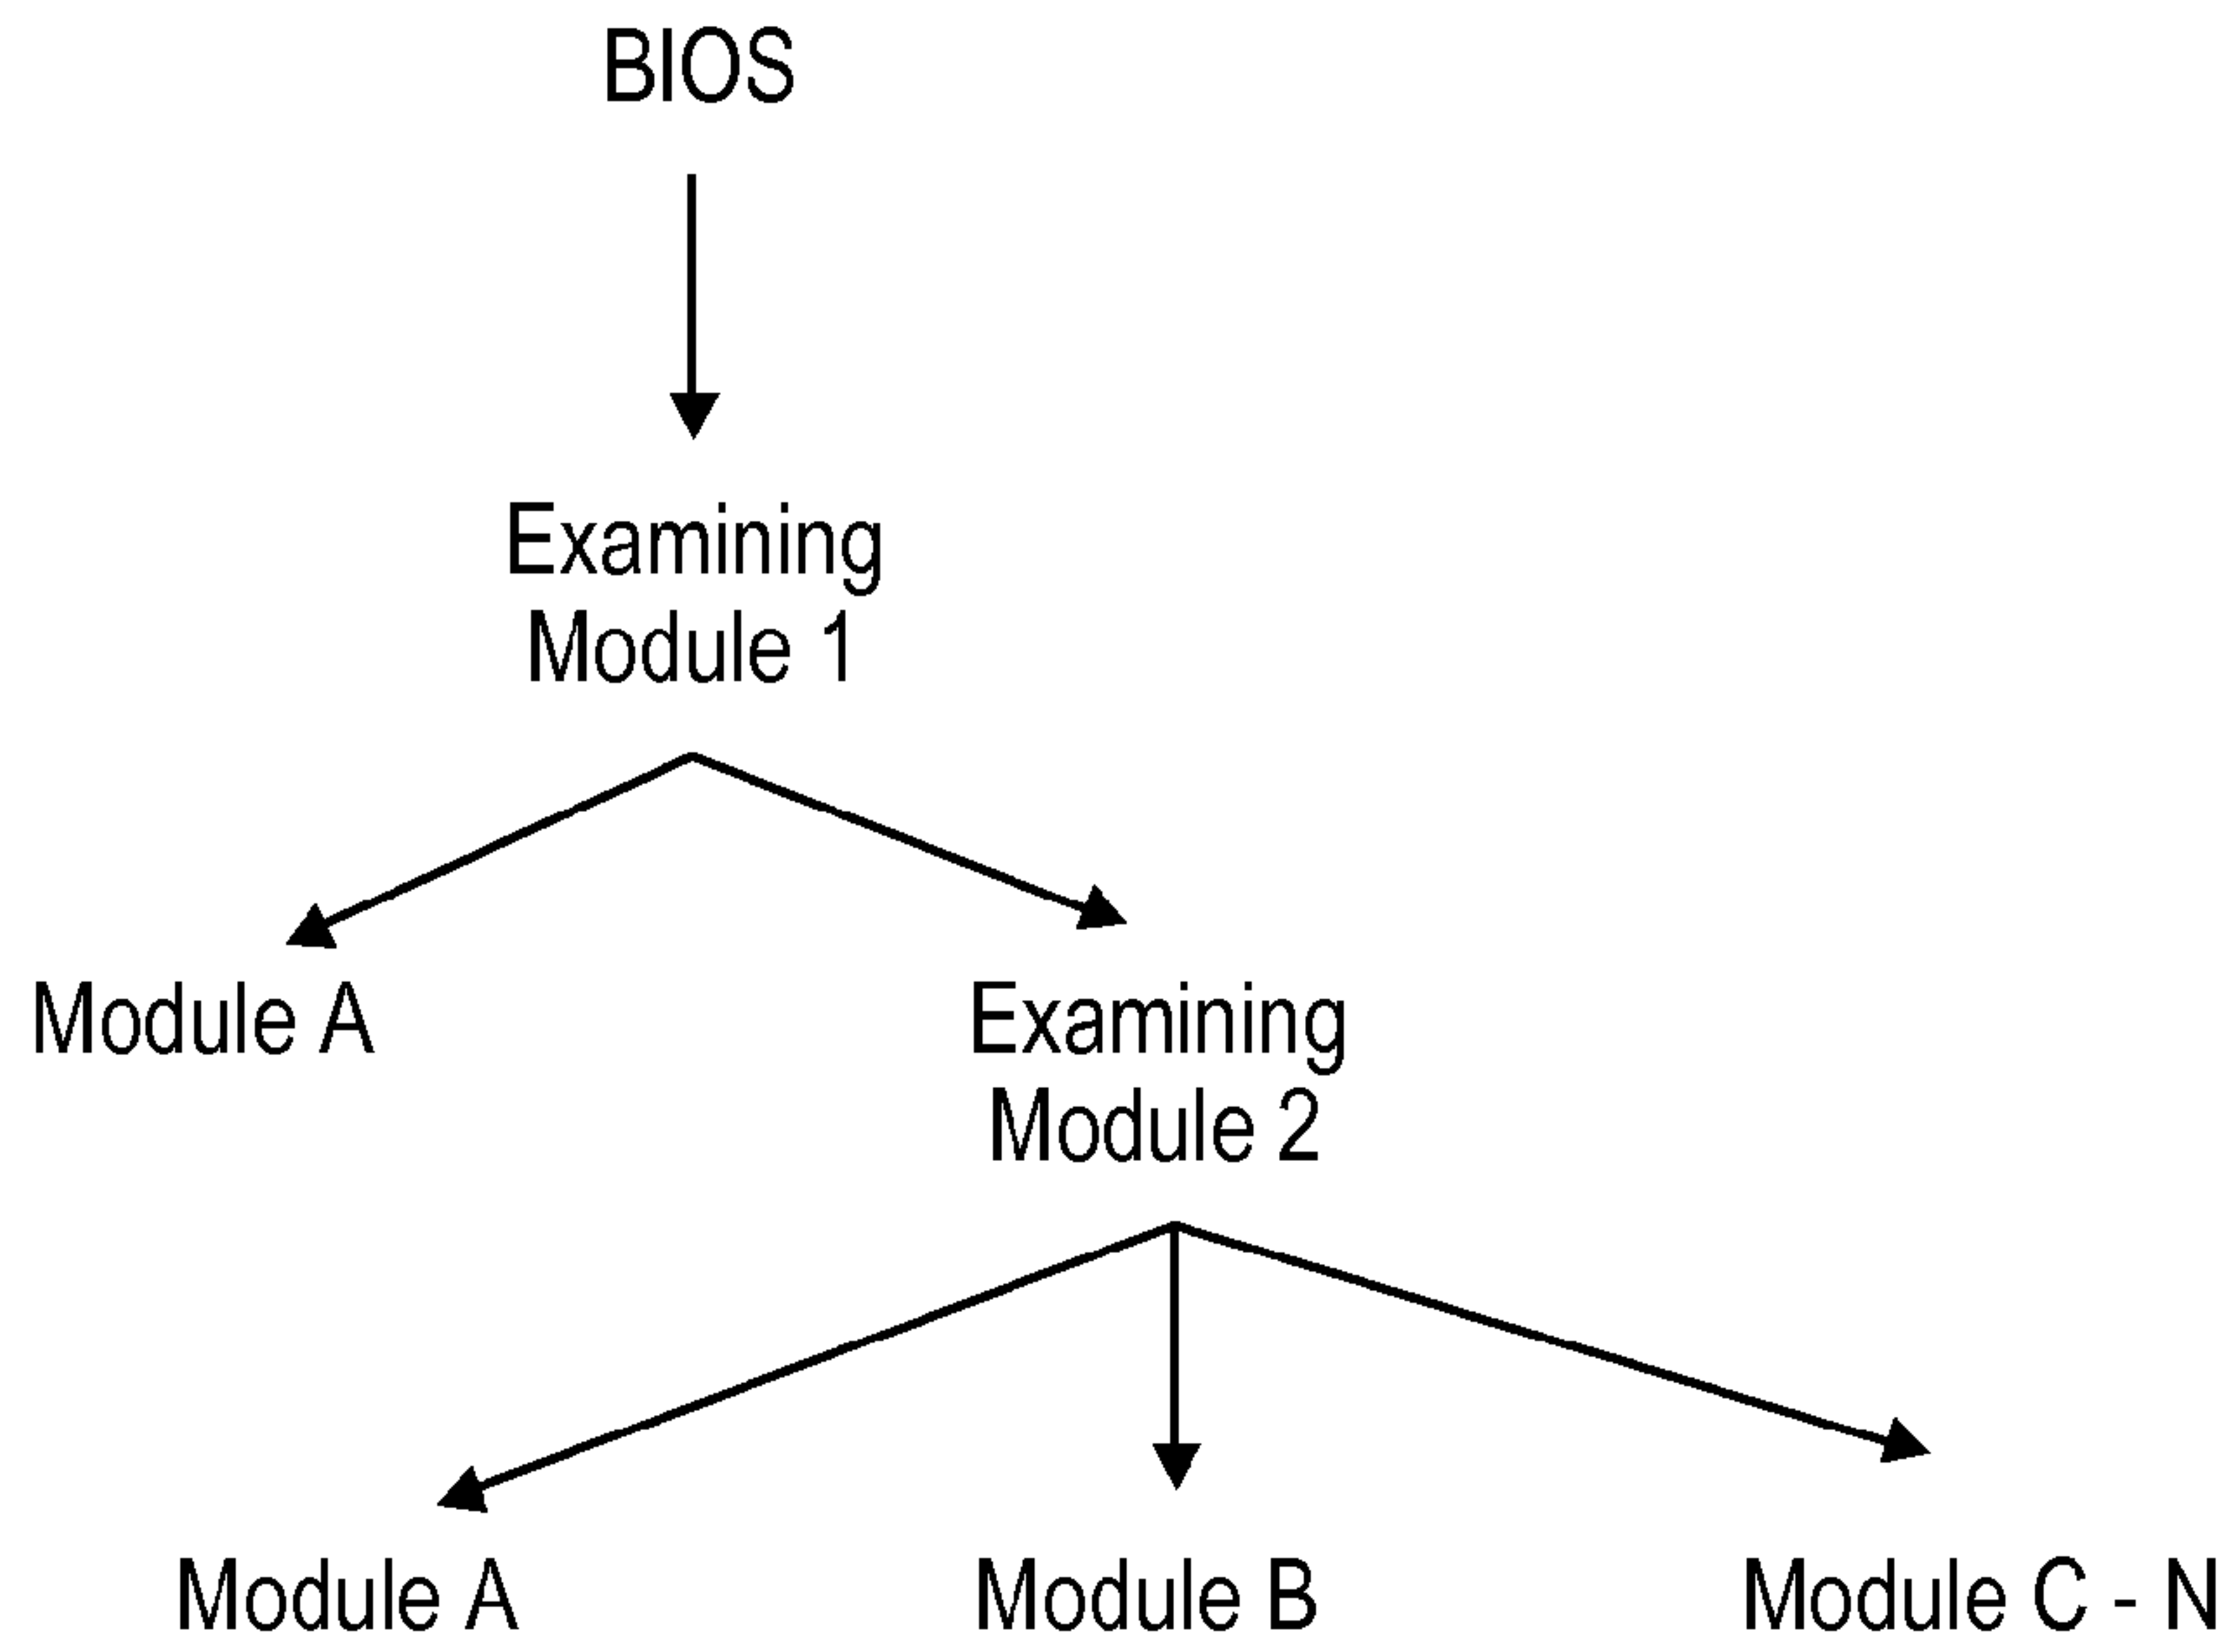 BIOS
Examining
Module 1
Module A
Examining
Module 2
Module A
Module B
Module C - N